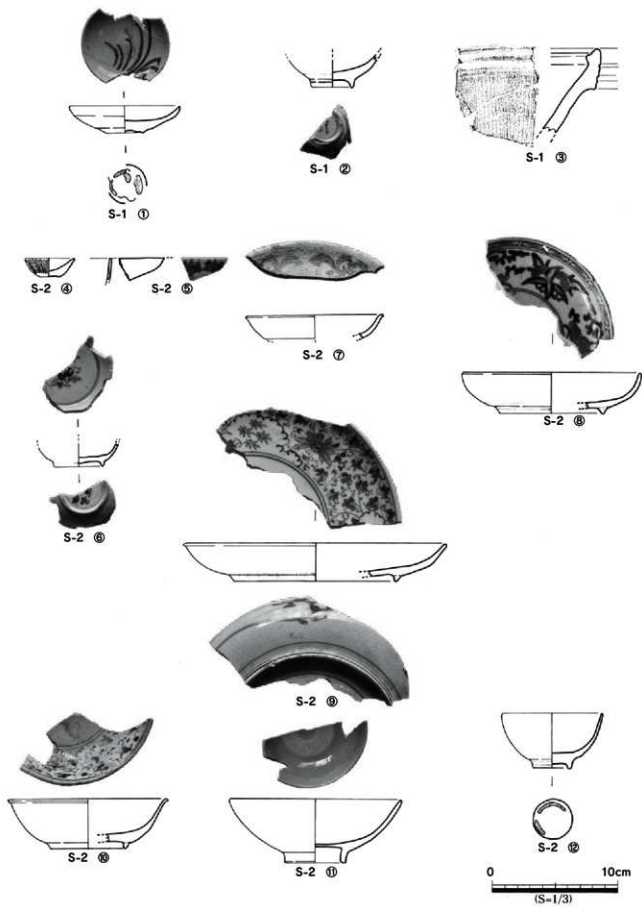 S-1 ①
S-1 ②
S-1 ③
S-2 ④
S-2 ⑤
S-2 ⑦
S-2 ⑧
S-2 ⑥
S-2 ⑨
S-2 ⑩
S-2 ⑪
S-2 ⑫
0 10cm
(S=1/3)